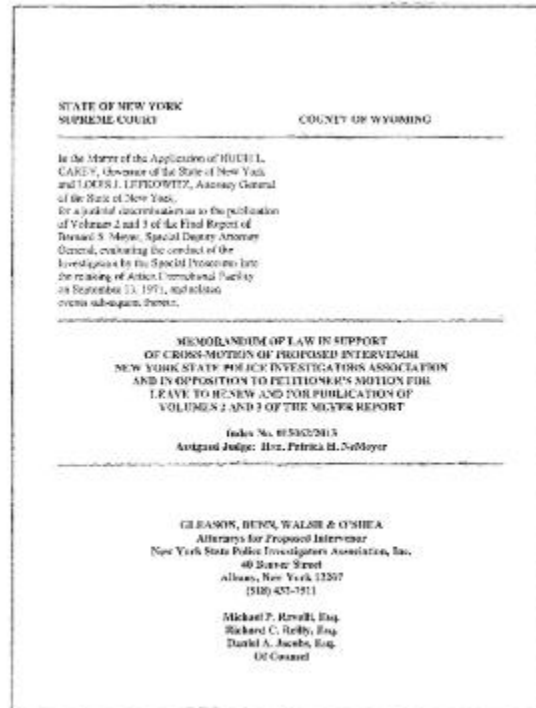 STATE OF NEW YORK
SUPREME COURT COUNTY OF WYOMING
In the Matter of the Application of HUGH L.
CAREY, Governor of the State of New York
and LOUIS J. LEFKOWITZ, Attorney General
of the State of New York,
for a judicial determination as to the publication
of Volumes 2 and 3 of the Final Report of
Bernard S. Meyer, Special Deputy Attorney
General, evaluating the conduct of the
investigation by the Special Prosecutor into
the retaking of Attica Correctional Facility
on September 13, 1971, and related
events subsequent thereto.
MEMORANDUM OF LAW IN SUPPORT
OF CROSS-MOTION OF PROPOSED INTERVENOR
NEW YORK STATE POLICE INVESTIGATORS ASSOCIATION
AND IN OPPOSITION TO PETITIONER'S MOTION FOR
LEAVE TO RENEW AND FOR PUBLICATION OF
VOLUMES 2 AND 3 OF THE MEYER REPORT
Index No.
Assigned Judge: Hon. Patrick H. NeMoyer
GLEASON, DUNN, WALSH & O'SHEA
Attorneys for Proposed Intervenor
New York State Police Investigators Association, Inc.
40 Beaver Street
Albany, New York 12207
(518) 432-7511
Michael P. Ravalli, Esq.
Richard C. Reilly, Esq.
Daniel A. Jacobs, Esq.
Of Counsel